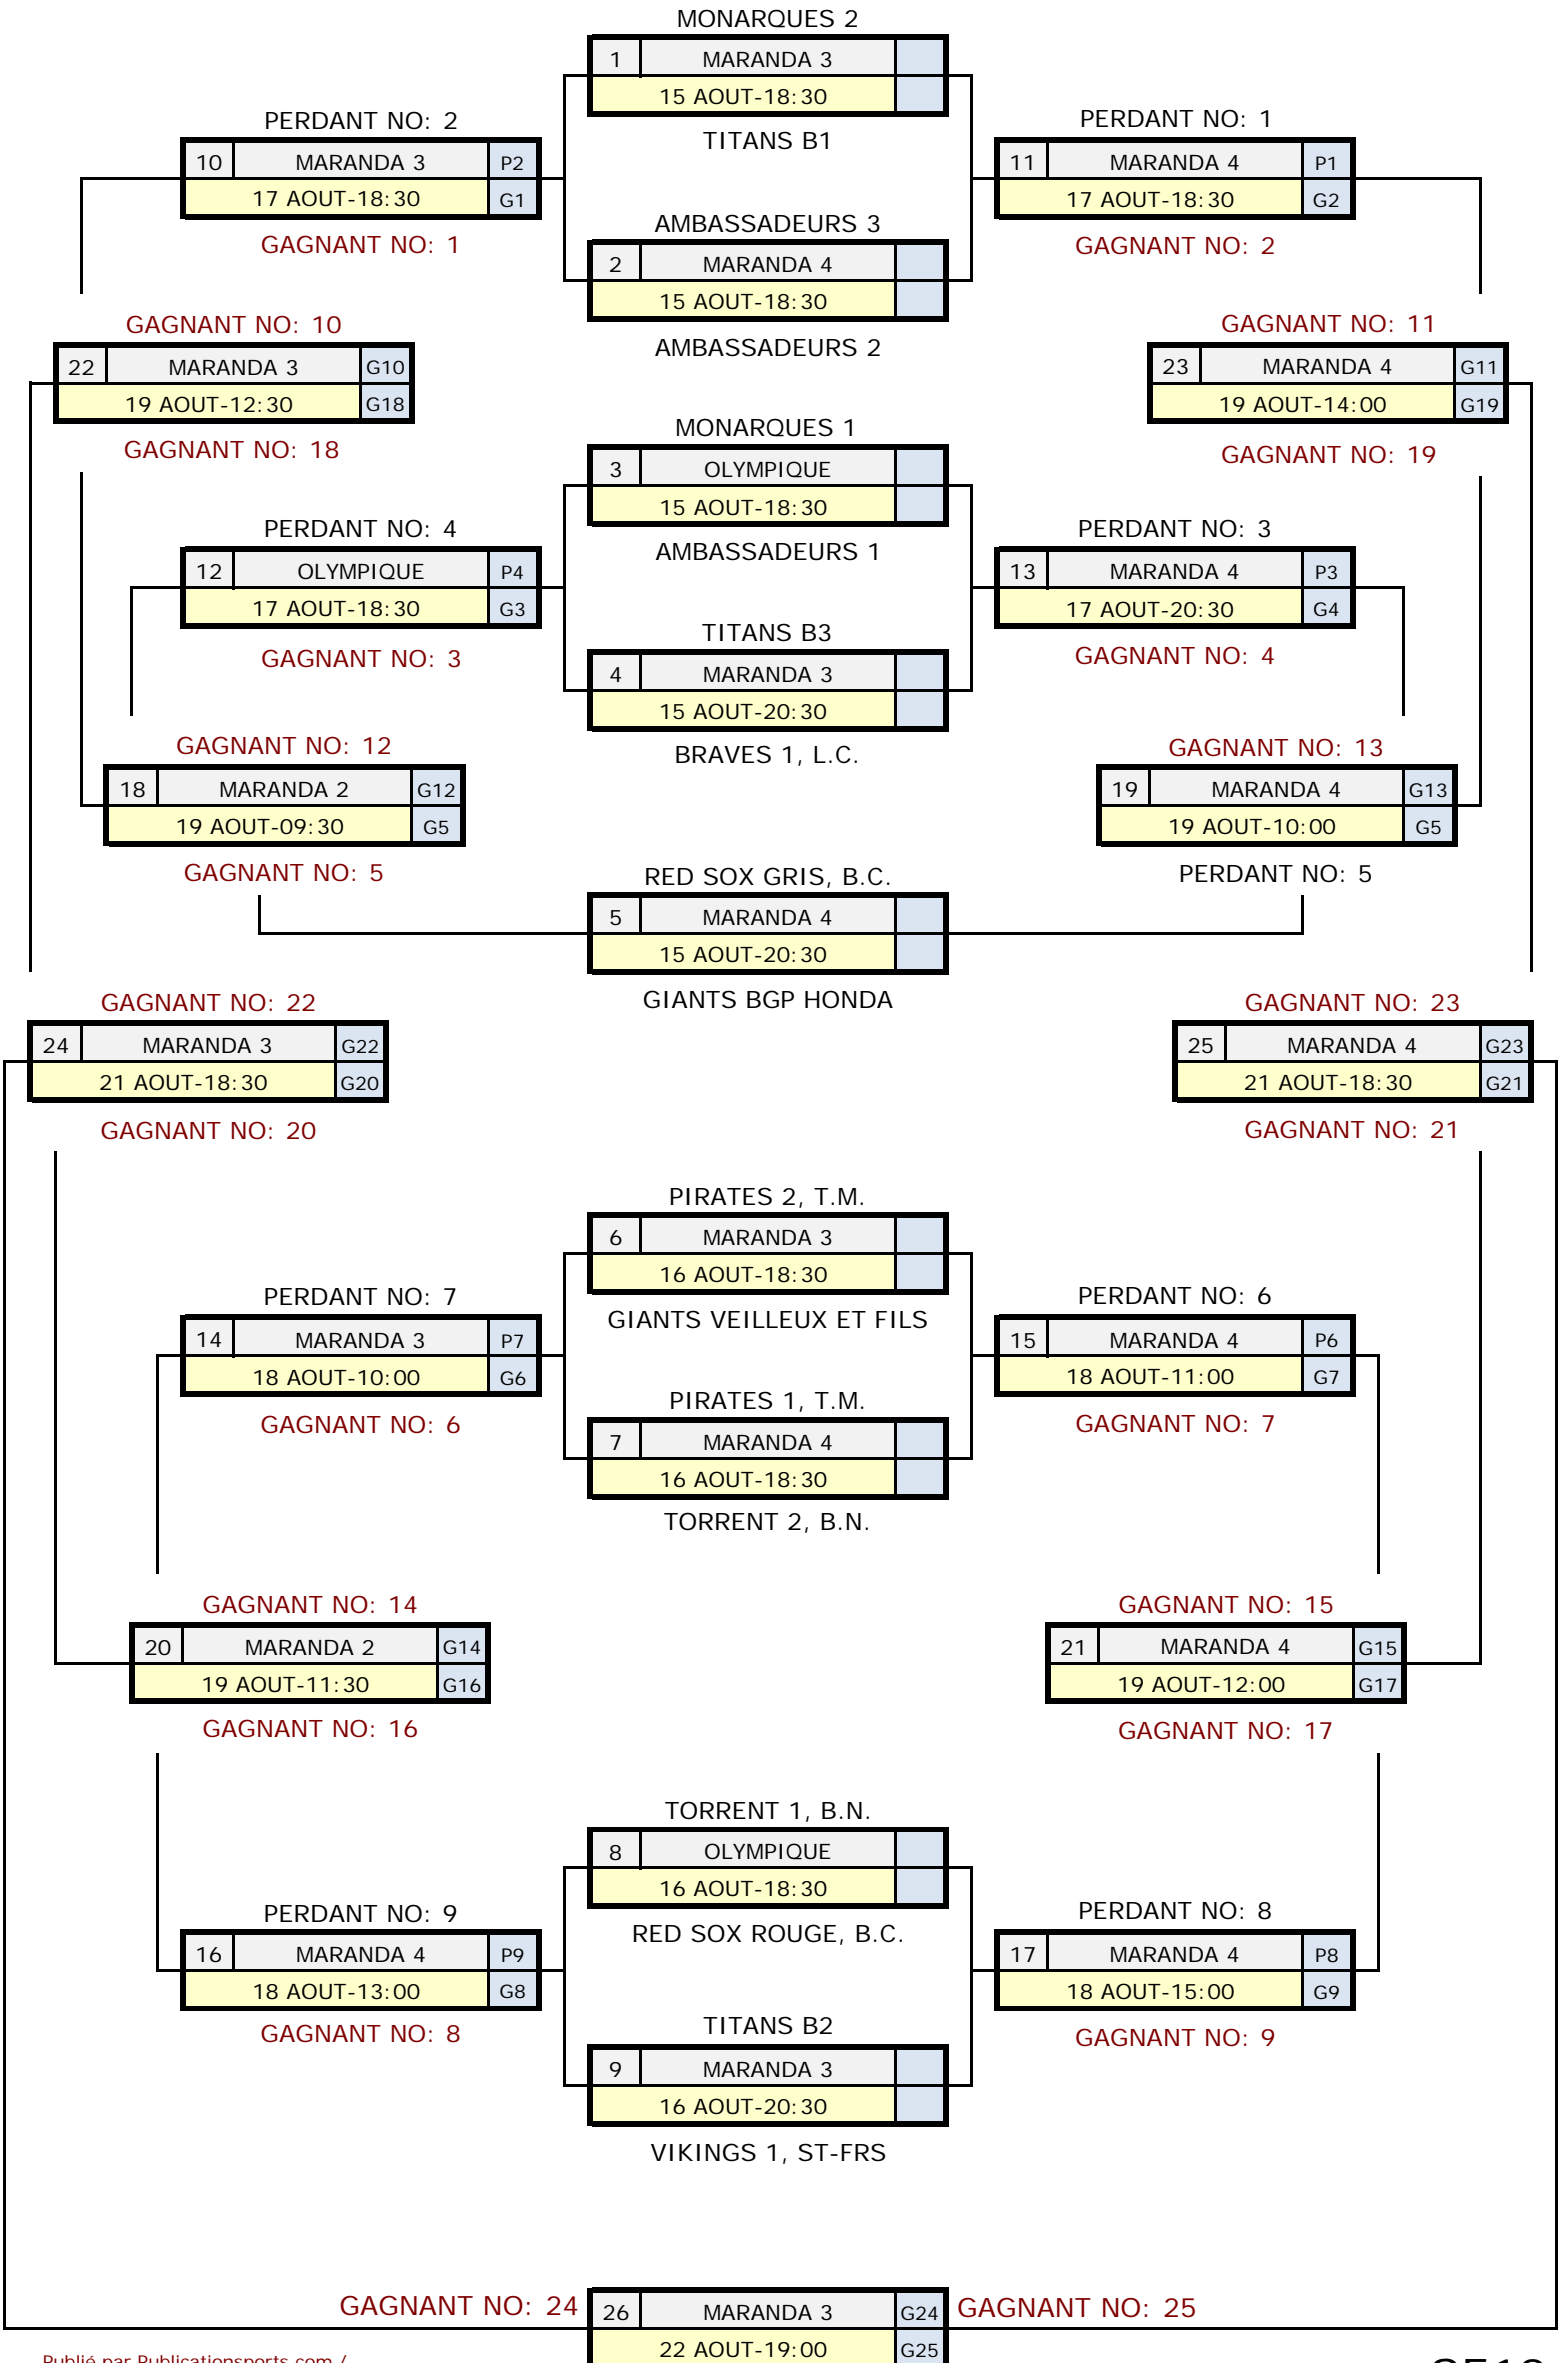 MONARQUES 2
1 MARANDA 3
15 AOUT-18:30
TITANS B1
PERDANT NO: 2
10 MARANDA 3 P2
17 AOUT-18:30 G1
GAGNANT NO: 1
PERDANT NO: 1
11 MARANDA 4 P1
17 AOUT-18:30 G2
GAGNANT NO: 2
AMBASSADEURS 3
2 MARANDA 4
15 AOUT-18:30
AMBASSADEURS 2
GAGNANT NO: 10
22 MARANDA 3 G10
19 AOUT-12:30 G18
GAGNANT NO: 18
GAGNANT NO: 11
23 MARANDA 4 G11
19 AOUT-14:00 G19
GAGNANT NO: 19
MONARQUES 1
3 OLYMPIQUE
15 AOUT-18:30
AMBASSADEURS 1
PERDANT NO: 4
12 OLYMPIQUE P4
17 AOUT-18:30 G3
GAGNANT NO: 3
PERDANT NO: 3
13 MARANDA 4 P3
17 AOUT-20:30 G4
GAGNANT NO: 4
TITANS B3
4 MARANDA 3
15 AOUT-20:30
BRAVES 1, L.C.
GAGNANT NO: 12
18 MARANDA 2 G12
19 AOUT-09:30 G5
GAGNANT NO: 5
GAGNANT NO: 13
19 MARANDA 4 G13
19 AOUT-10:00 G5
PERDANT NO: 5
RED SOX GRIS, B.C.
5 MARANDA 4
15 AOUT-20:30
GIANTS BGP HONDA
GAGNANT NO: 22
24 MARANDA 3 G22
21 AOUT-18:30 G20
GAGNANT NO: 20
GAGNANT NO: 23
25 MARANDA 4 G23
21 AOUT-18:30 G21
GAGNANT NO: 21
PIRATES 2, T.M.
6 MARANDA 3
16 AOUT-18:30
GIANTS VEILLEUX ET FILS
PERDANT NO: 7
14 MARANDA 3 P7
18 AOUT-10:00 G6
GAGNANT NO: 6
PERDANT NO: 6
15 MARANDA 4 P6
18 AOUT-11:00 G7
GAGNANT NO: 7
PIRATES 1, T.M.
7 MARANDA 4
16 AOUT-18:30
TORRENT 2, B.N.
GAGNANT NO: 14
20 MARANDA 2 G14
19 AOUT-11:30 G16
GAGNANT NO: 16
GAGNANT NO: 15
21 MARANDA 4 G15
19 AOUT-12:00 G17
GAGNANT NO: 17
TORRENT 1, B.N.
8 OLYMPIQUE
16 AOUT-18:30
RED SOX ROUGE, B.C.
PERDANT NO: 9
16 MARANDA 4 P9
18 AOUT-13:00 G8
GAGNANT NO: 8
PERDANT NO: 8
17 MARANDA 4 P8
18 AOUT-15:00 G9
GAGNANT NO: 9
TITANS B2
9 MARANDA 3
16 AOUT-20:30
VIKINGS 1, ST-FRS
GAGNANT NO: 24 26 MARANDA 3 G24 GAGNANT NO: 25
22 AOUT-19:00 G25
Publié par Publicationsports.com /